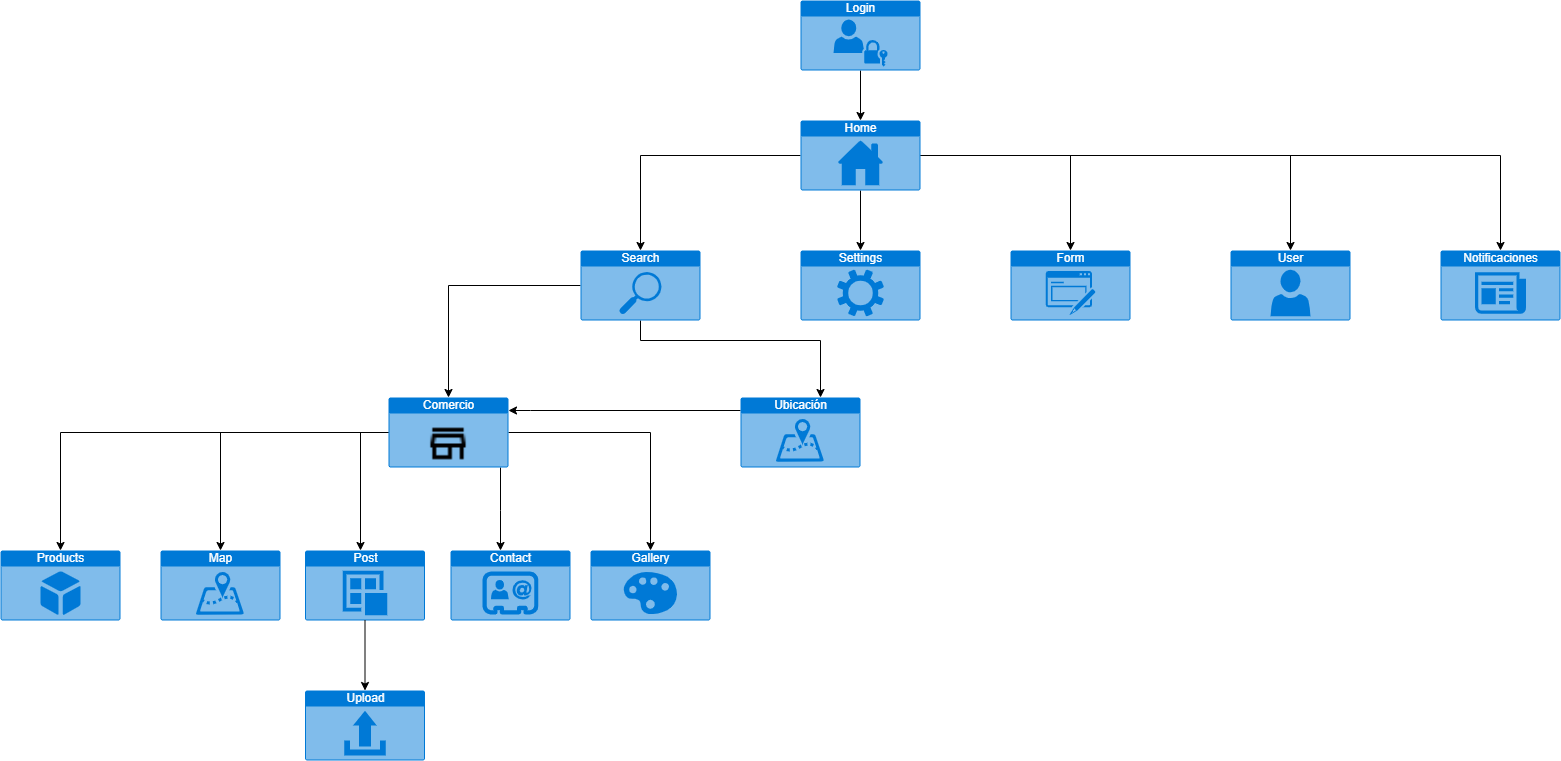 Login
Home
Search
Settings
Form
User
Notificaciones
Comercio
Ubicación
Products
Map
Post
Contact
Gallery
@
Upload